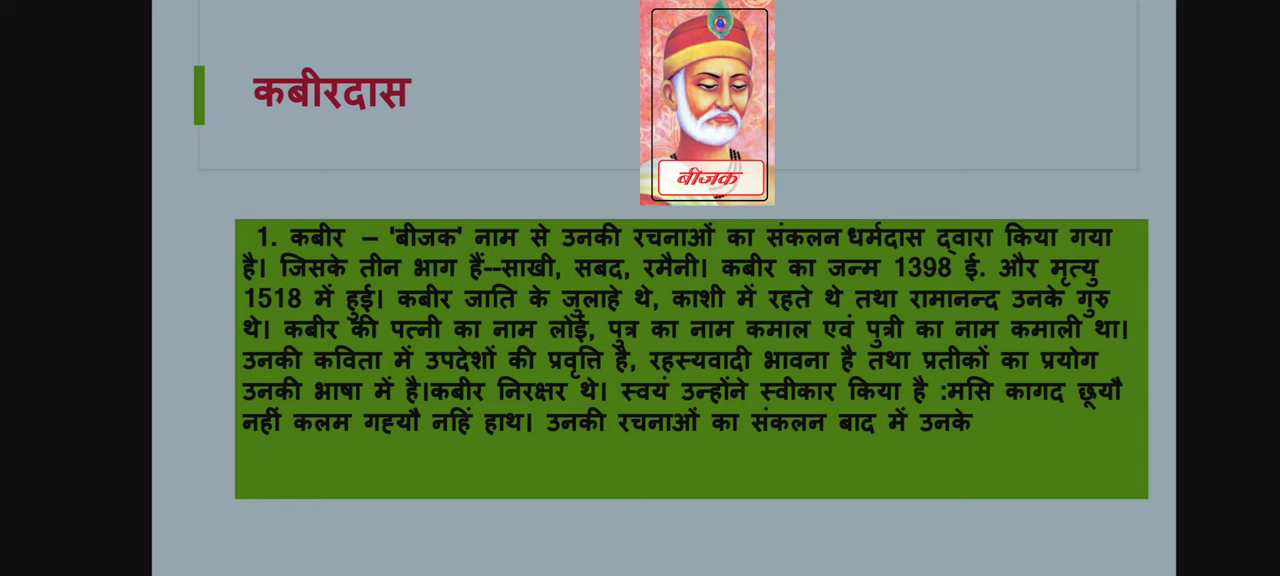 कबीरदास
बीजक
1. कबीर – 'बीजक' नाम से उनकी रचनाओं का संकलन धर्मदास द्वारा किया गया
है। जिसके तीन भाग हैं--साखी, सबद, रमैनी। कबीर का जन्म 1398 ई. और मृत्यु
1518 में हुई। कबीर जाति के जुलाहे थे, काशी में रहते थे तथा रामानन्द उनके गुरु
थे। कबीर की पत्नी का नाम लोई, पुत्र का नाम कमाल एवं पुत्री का नाम कमाली था।
उनकी कविता में उपदेशों की प्रवृत्ति है, रहस्यवादी भावना है तथा प्रतीकों का प्रयोग
उनकी भाषा में है।कबीर निरक्षर थे। स्वयं उन्होंने स्वीकार किया है :मसि कागद छूयौ
नहीं कलम गह्यौ नहिं हाथ। उनकी रचनाओं का संकलन बाद में उनके